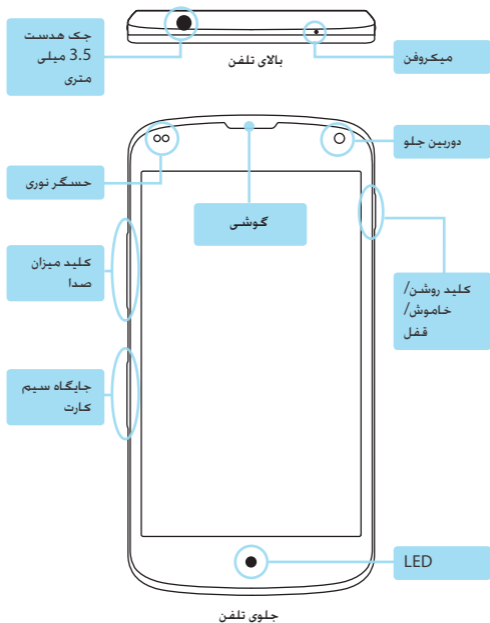 جک هدست
3.5 میلی
متری
میکروفن
بالای تلفن
دوربین جلو
حسگر نوری
گوشی
کلید میزان
صدا
کلید روشن/
خاموش/
قفل
جایگاه سیم
کارت
LED
جلوی تلفن